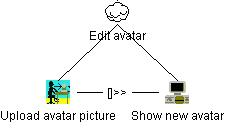 Edit avatar
[]>>
Upload avatar picture
Show new avatar